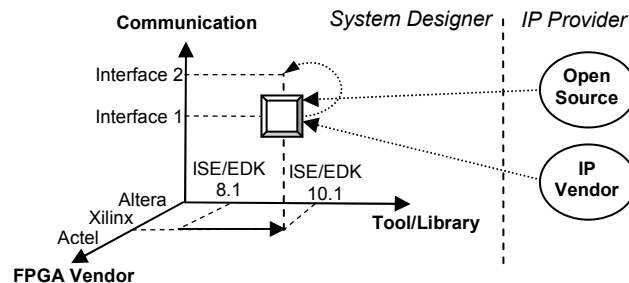 Communication
System Designer
IP Provider
Interface 2
Open
Source
Interface 1
ISE/EDK
8.1
ISE/EDK
10.1
IP
Vendor
Altera
Xilinx
Actel
Tool/Library
FPGA Vendor